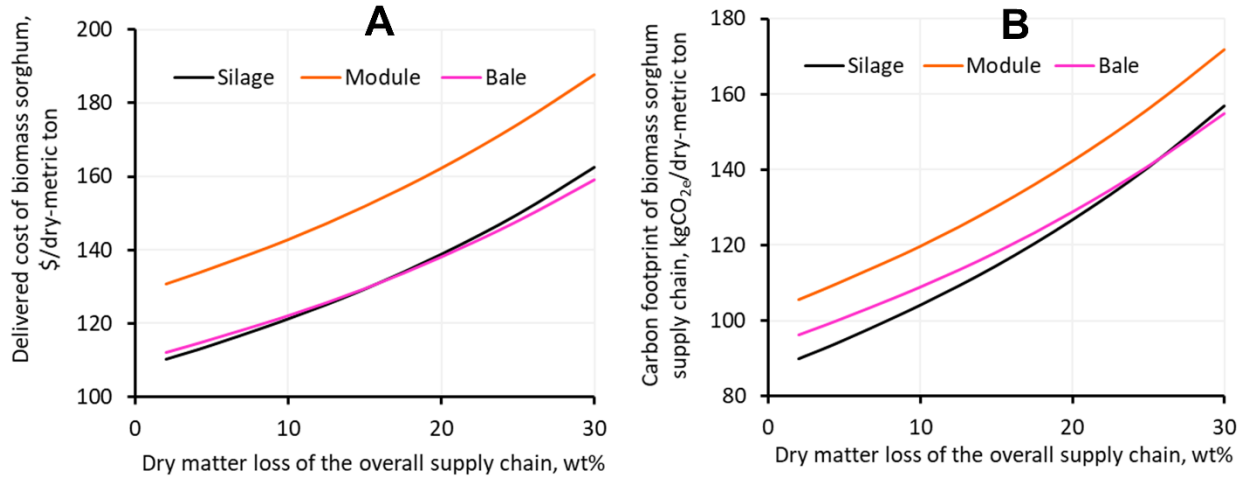 A
Delivered cost of biomass sorghum,
$/dry-metric ton
200
180
160
140
120
100
Silage Module Bale
0 10 20 30
Dry matter loss of the overall supply chain, wt%
B
Carbon footprint of biomass sorghum
supply chain, kgCO2e/dry-metric ton
180
160
140
120
100
80
Silage Module Bale
0 10 20 30
Dry matter loss of the overall supply chain, wt%